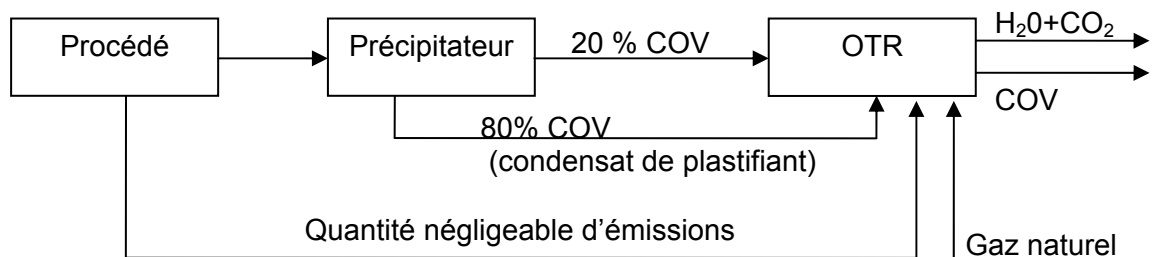 Procédé
Précipitateur
20 % COV
OTR
H₂0+CO₂
COV
80% COV
(condensat de plastifiant)
Quantité négligeable d’émissions
Gaz naturel